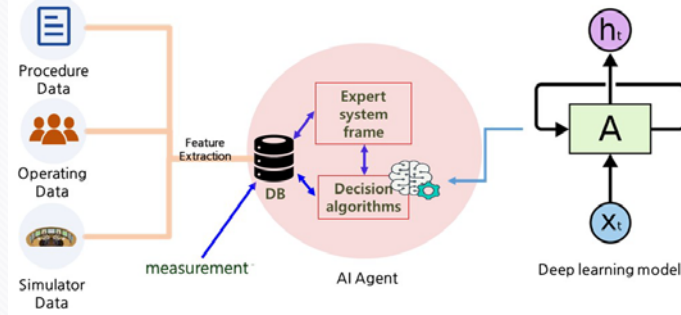 Procedure
Data
Operating
Data
Simulator
Data
Feature
Extraction
measurement
DB
Expert
system
frame
Decision
algorithms
AI Agent
ht
A
Xt
Deep learning model